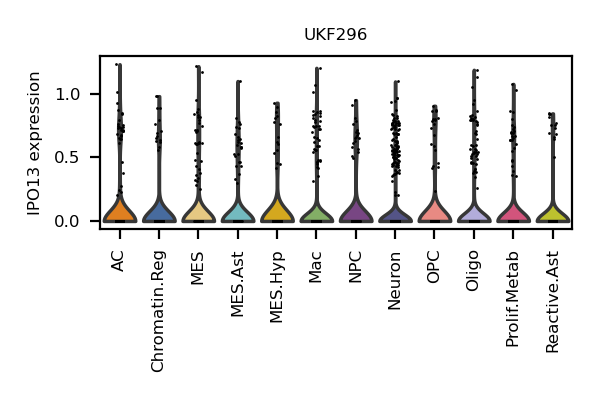 UKF296
IPO13 expression
1.0
0.5
0.0
AC
Chromatin.Reg
MES
MES.Ast
MES.Hyp
Mac
NPC
Neuron
OPC
Oligo
Prolif.Metab
Reactive.Ast